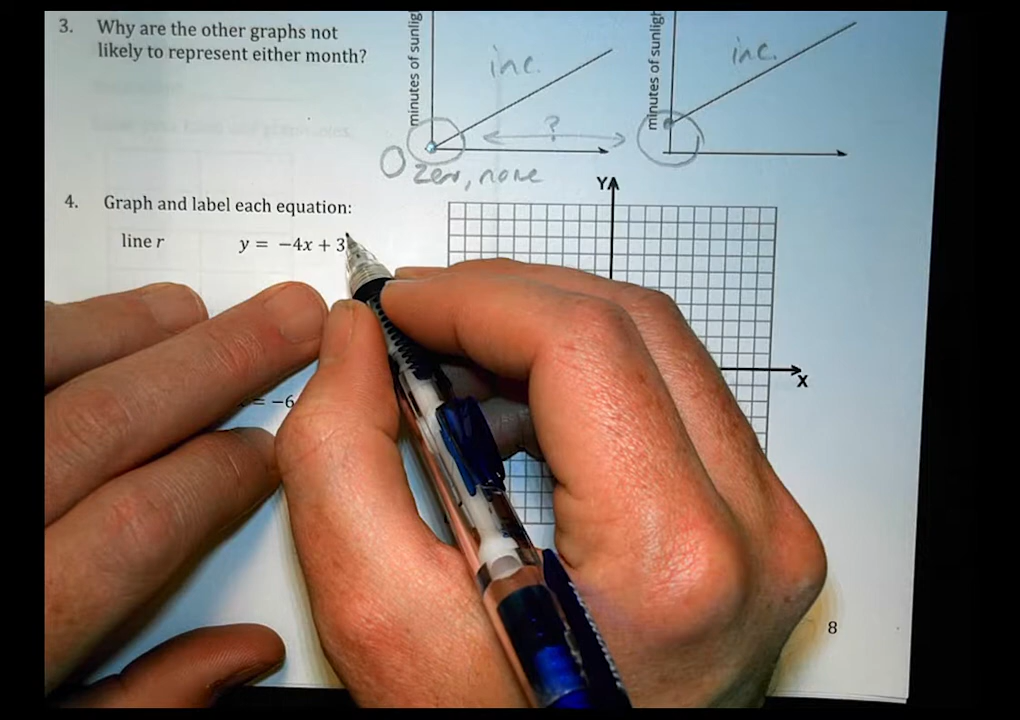 3. Why are the other graphs not
likely to represent either month?
minutes of sunlig
inc.
?
0 zero, none
minutes of sunligh
inc.
4. Graph and label each equation:
line r y = −4x + 3
= −6
Y
X
8